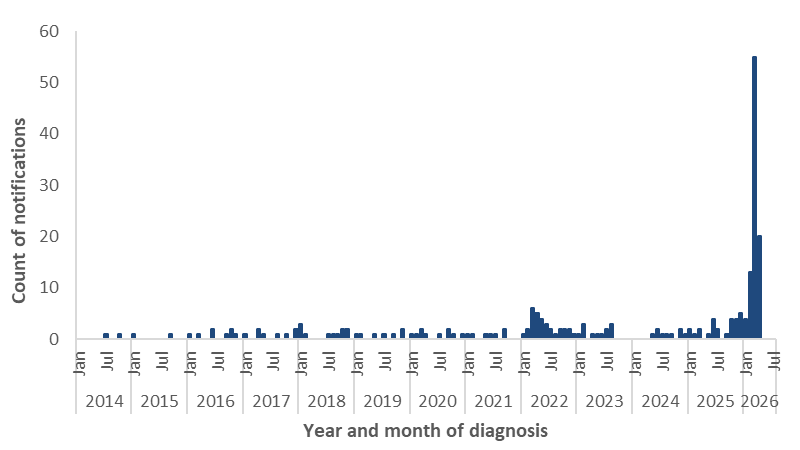 60
50
40
30
20
10
0
Count of notifications
Jan Jul Jan Jul Jan Jul Jan Jul Jan Jul Jan Jul Jan Jul Jan Jul Jan Jul Jan Jul Jan Jul Jan Jul Jan Jul
2014 2015 2016 2017 2018 2019 2020 2021 2022 2023 2024 2025 2026
Year and month of diagnosis